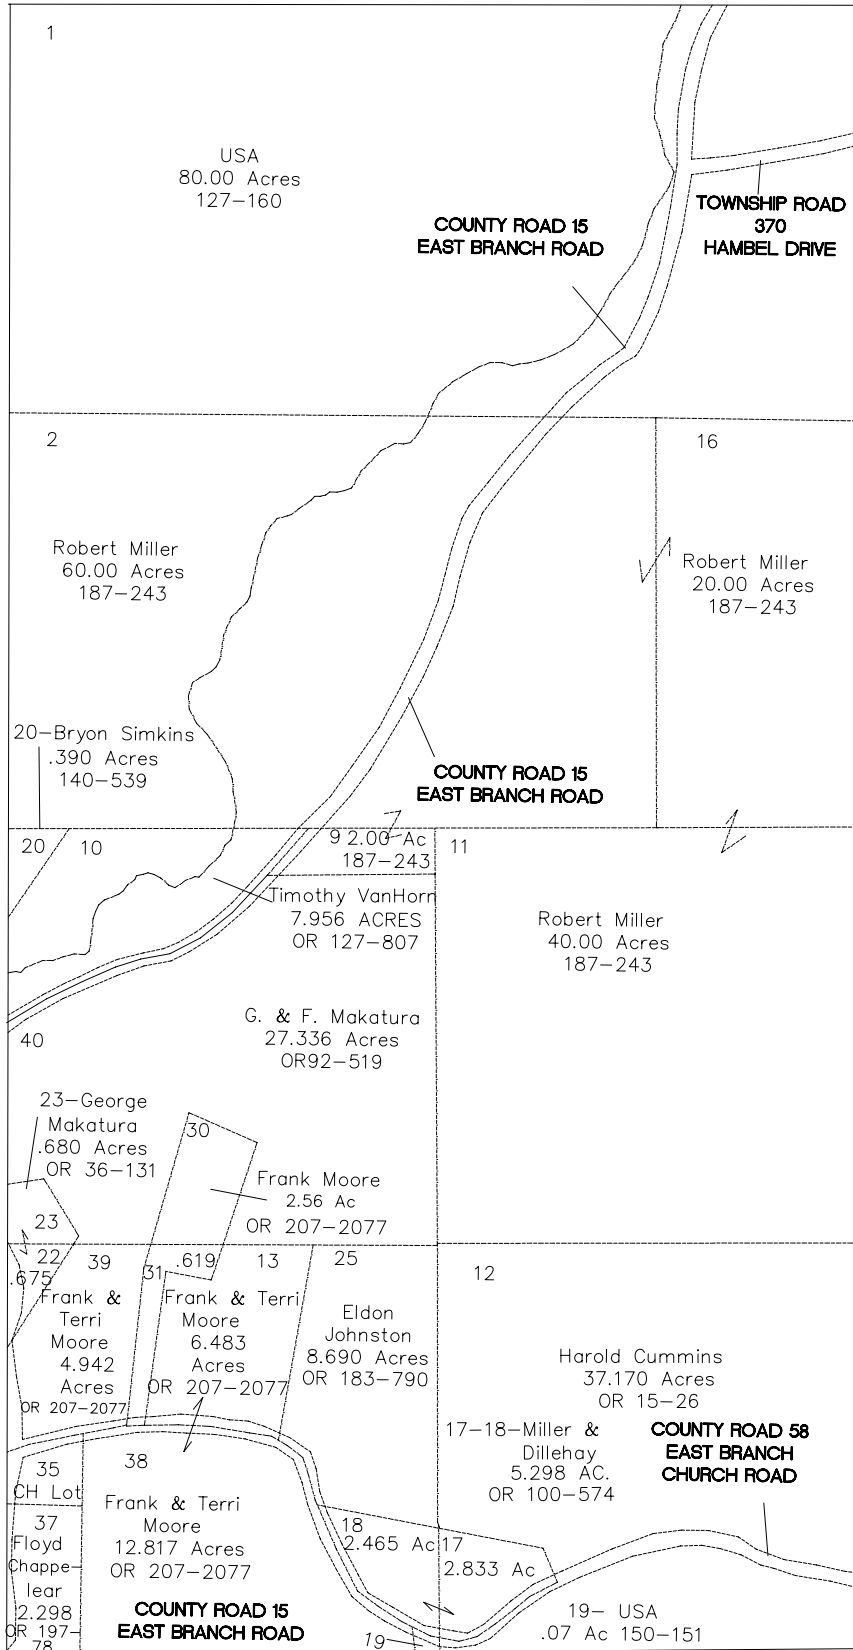 1
USA
80.00 Acres
127-160
TOWNSHIP ROAD
370
HAMBEL DRIVE
COUNTY ROAD 15
EAST BRANCH ROAD
2
16
Robert Miller
60.00 Acres
187-243
Robert Miller
20.00 Acres
187-243
20-Bryon Simkins
.390 Acres
140-539
COUNTY ROAD 15
EAST BRANCH ROAD
20
10
9 2.00 Ac
187-243
11
Timothy VanHorn
7.956 ACRES
OR 127-807
Robert Miller
40.00 Acres
187-243
G. & F. Makatura
27.336 Acres
OR92-519
40
23-George
Makatura
.680 Acres
OR 36-131
30
Frank Moore
2.56 Ac
OR 207-2077
23
22
.675
39
31
.619
13
25
12
Frank &
Terri
Moore
4.942
Acres
OR 207-2077
Frank & Terri
Moore
6.483
Acres
OR 207-2077
Eldon
Johnston
8.690 Acres
OR 183-790
Harold Cummins
37.170 Acres
OR 15-26
17-18-Miller &
Dillehay
5.298 AC.
OR 100-574
COUNTY ROAD 58
EAST BRANCH
CHURCH ROAD
35
CH Lot
38
Frank & Terri
Moore
12.817 Acres
OR 207-2077
37
Floyd
Chappe-
lear
2.298
OR 197-
78
18
2.465 Ac
17
2.833 Ac
COUNTY ROAD 15
EAST BRANCH ROAD
19
19- USA
.07 Ac 150-151